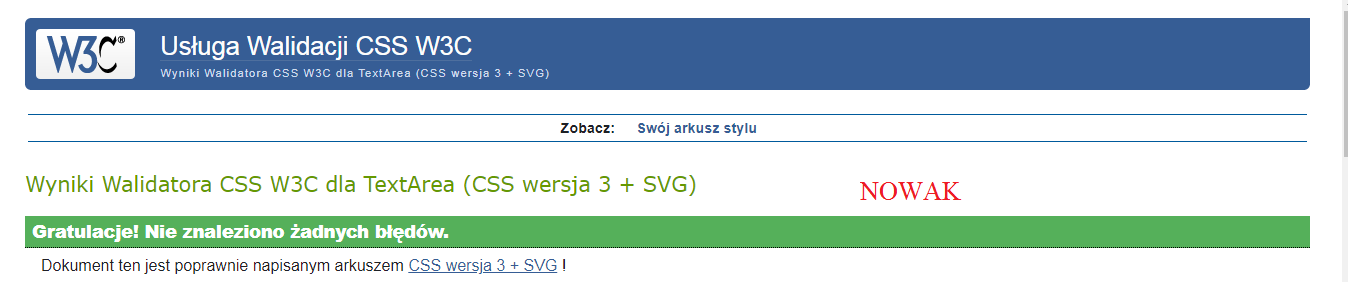 W3C®
Usługa Walidacji CSS W3C
Wyniki Walidatora CSS W3C dla TextArea (CSS wersja 3 + SVG)
Zobacz: Swój arkusz stylu
Wyniki Walidatora CSS W3C dla TextArea (CSS wersja 3 + SVG)
NOWAK
Gratulacje! Nie znaleziono żadnych błędów.
Dokument ten jest poprawnie napisanym arkuszem CSS wersja 3 + SVG !